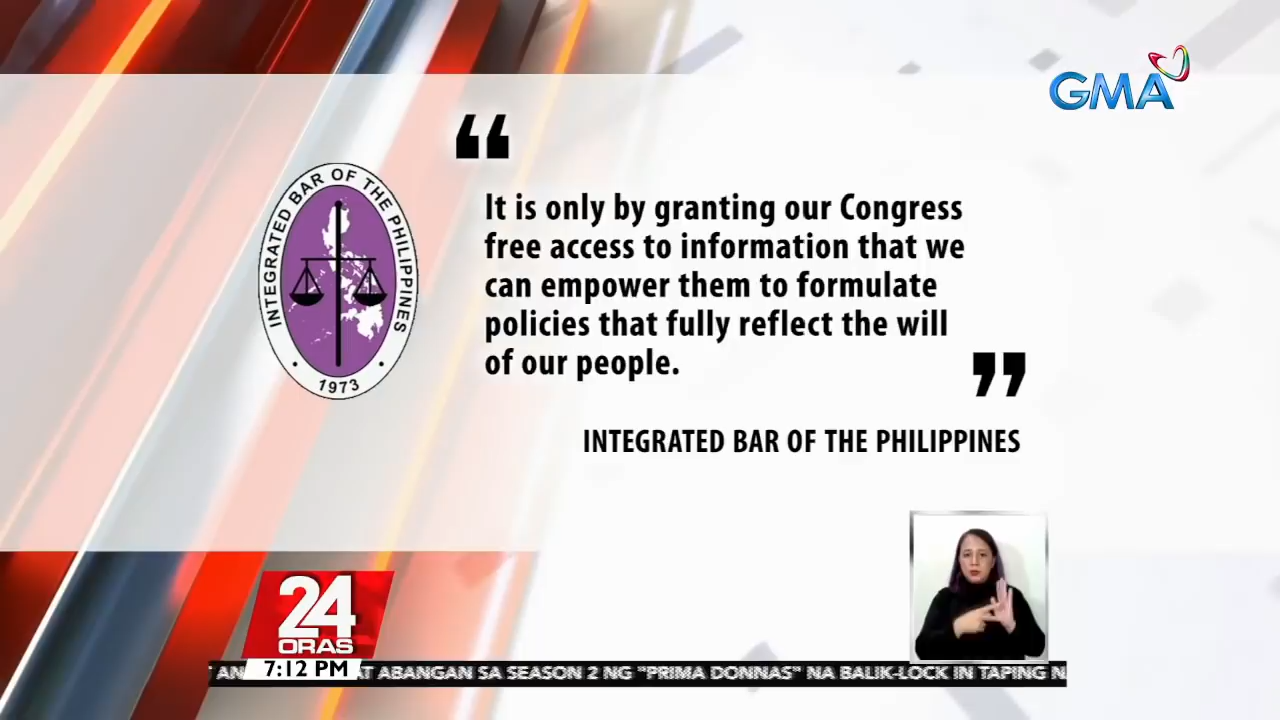 GMA
INTEGRATED BAR OF THE PHILIPPINES
1973
“
It is only by granting our Congress
free access to information that we
can empower them to formulate
policies that fully reflect the will
of our people.
”
INTEGRATED BAR OF THE PHILIPPINES
24
ORAS
7:12 PM
AT ABANGAN SA SEASON 2 NG "PRIMA DONNAS" NA BALIK-LOCK IN TAPING